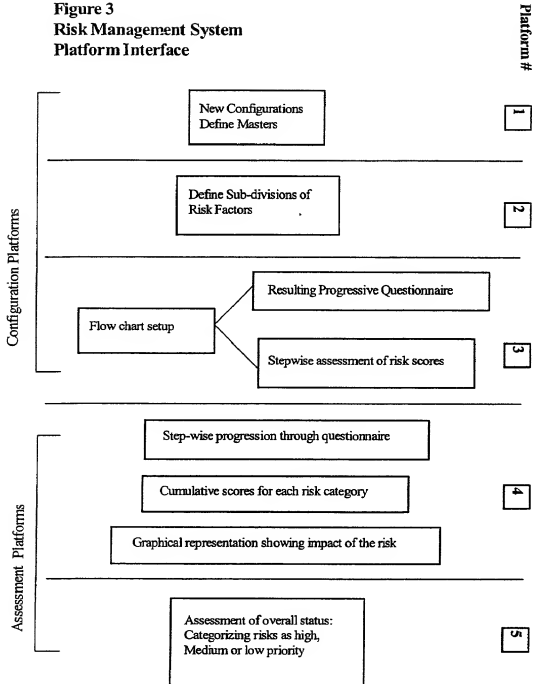 Figure 3
Risk Management System
Platform Interface
Platform #
New Configurations
Define Masters
1
Define Sub-divisions of
Risk Factors
2
Configuration Platforms
Resulting Progressive Questionnaire
Flow chart setup
Stepwise assessment of risk scores
3
Step-wise progression through questionnaire
Cumulative scores for each risk category
4
Graphical representation showing impact of the risk
Assessment Platforms
Assessment of overall status:
Categorizing risks as high,
Medium or low priority
5